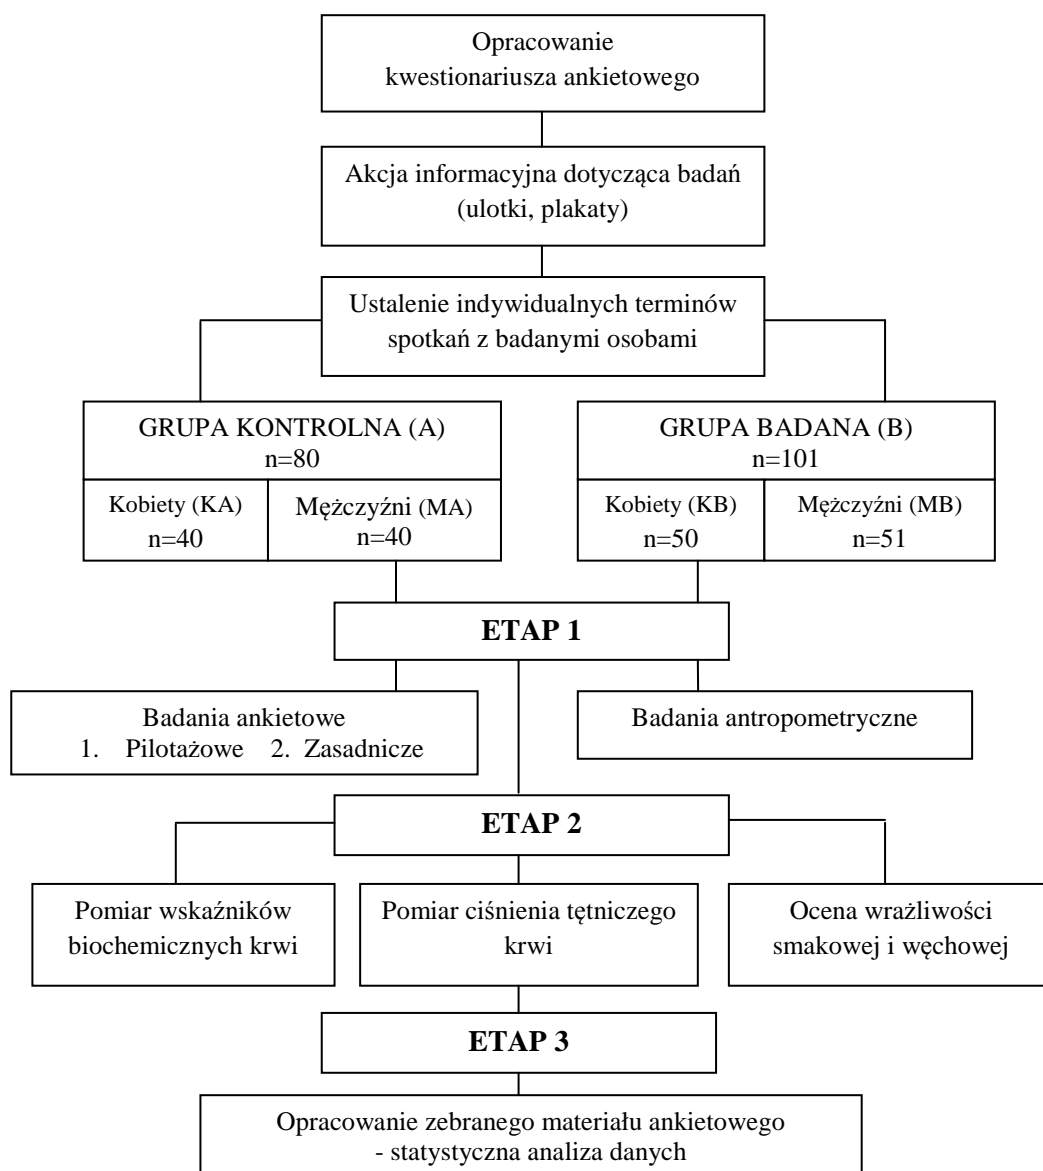 Opracowanie
kwestionariusza ankietowego
Akcja informacyjna dotycząca badań
(ulotki, plakaty)
Ustalenie indywidualnych terminów
spotkań z badanymi osobami
GRUPA KONTROLNA (A)
n=80
Kobiety (KA)
n=40
Mężczyźni (MA)
n=40
GRUPA BADANA (B)
n=101
Kobiety (KB)
n=50
Mężczyźni (MB)
n=51
ETAP 1
Badania ankietowe
1. Pilotażowe 2. Zasadnicze
Badania antropometryczne
ETAP 2
Pomiar wskaźników
biochemicznych krwi
Pomiar ciśnienia tętniczego
krwi
Ocena wrażliwości
smakowej i węchowej
ETAP 3
Opracowanie zebranego materiału ankietowego
- statystyczna analiza danych